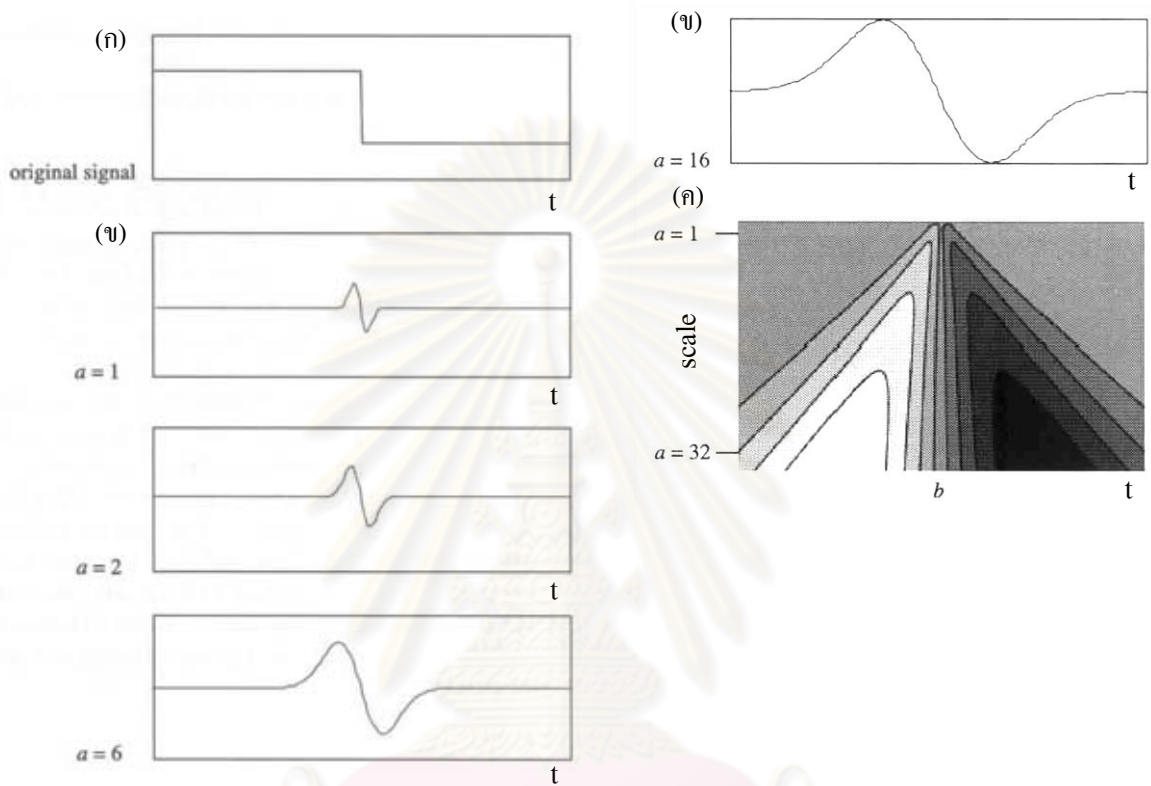 (ก)
original signal
t
(ข)
a = 1
t
a = 2
t
a = 6
t
(ข)
a = 16
t
(ค)
a = 1
scale
a = 32
b
t